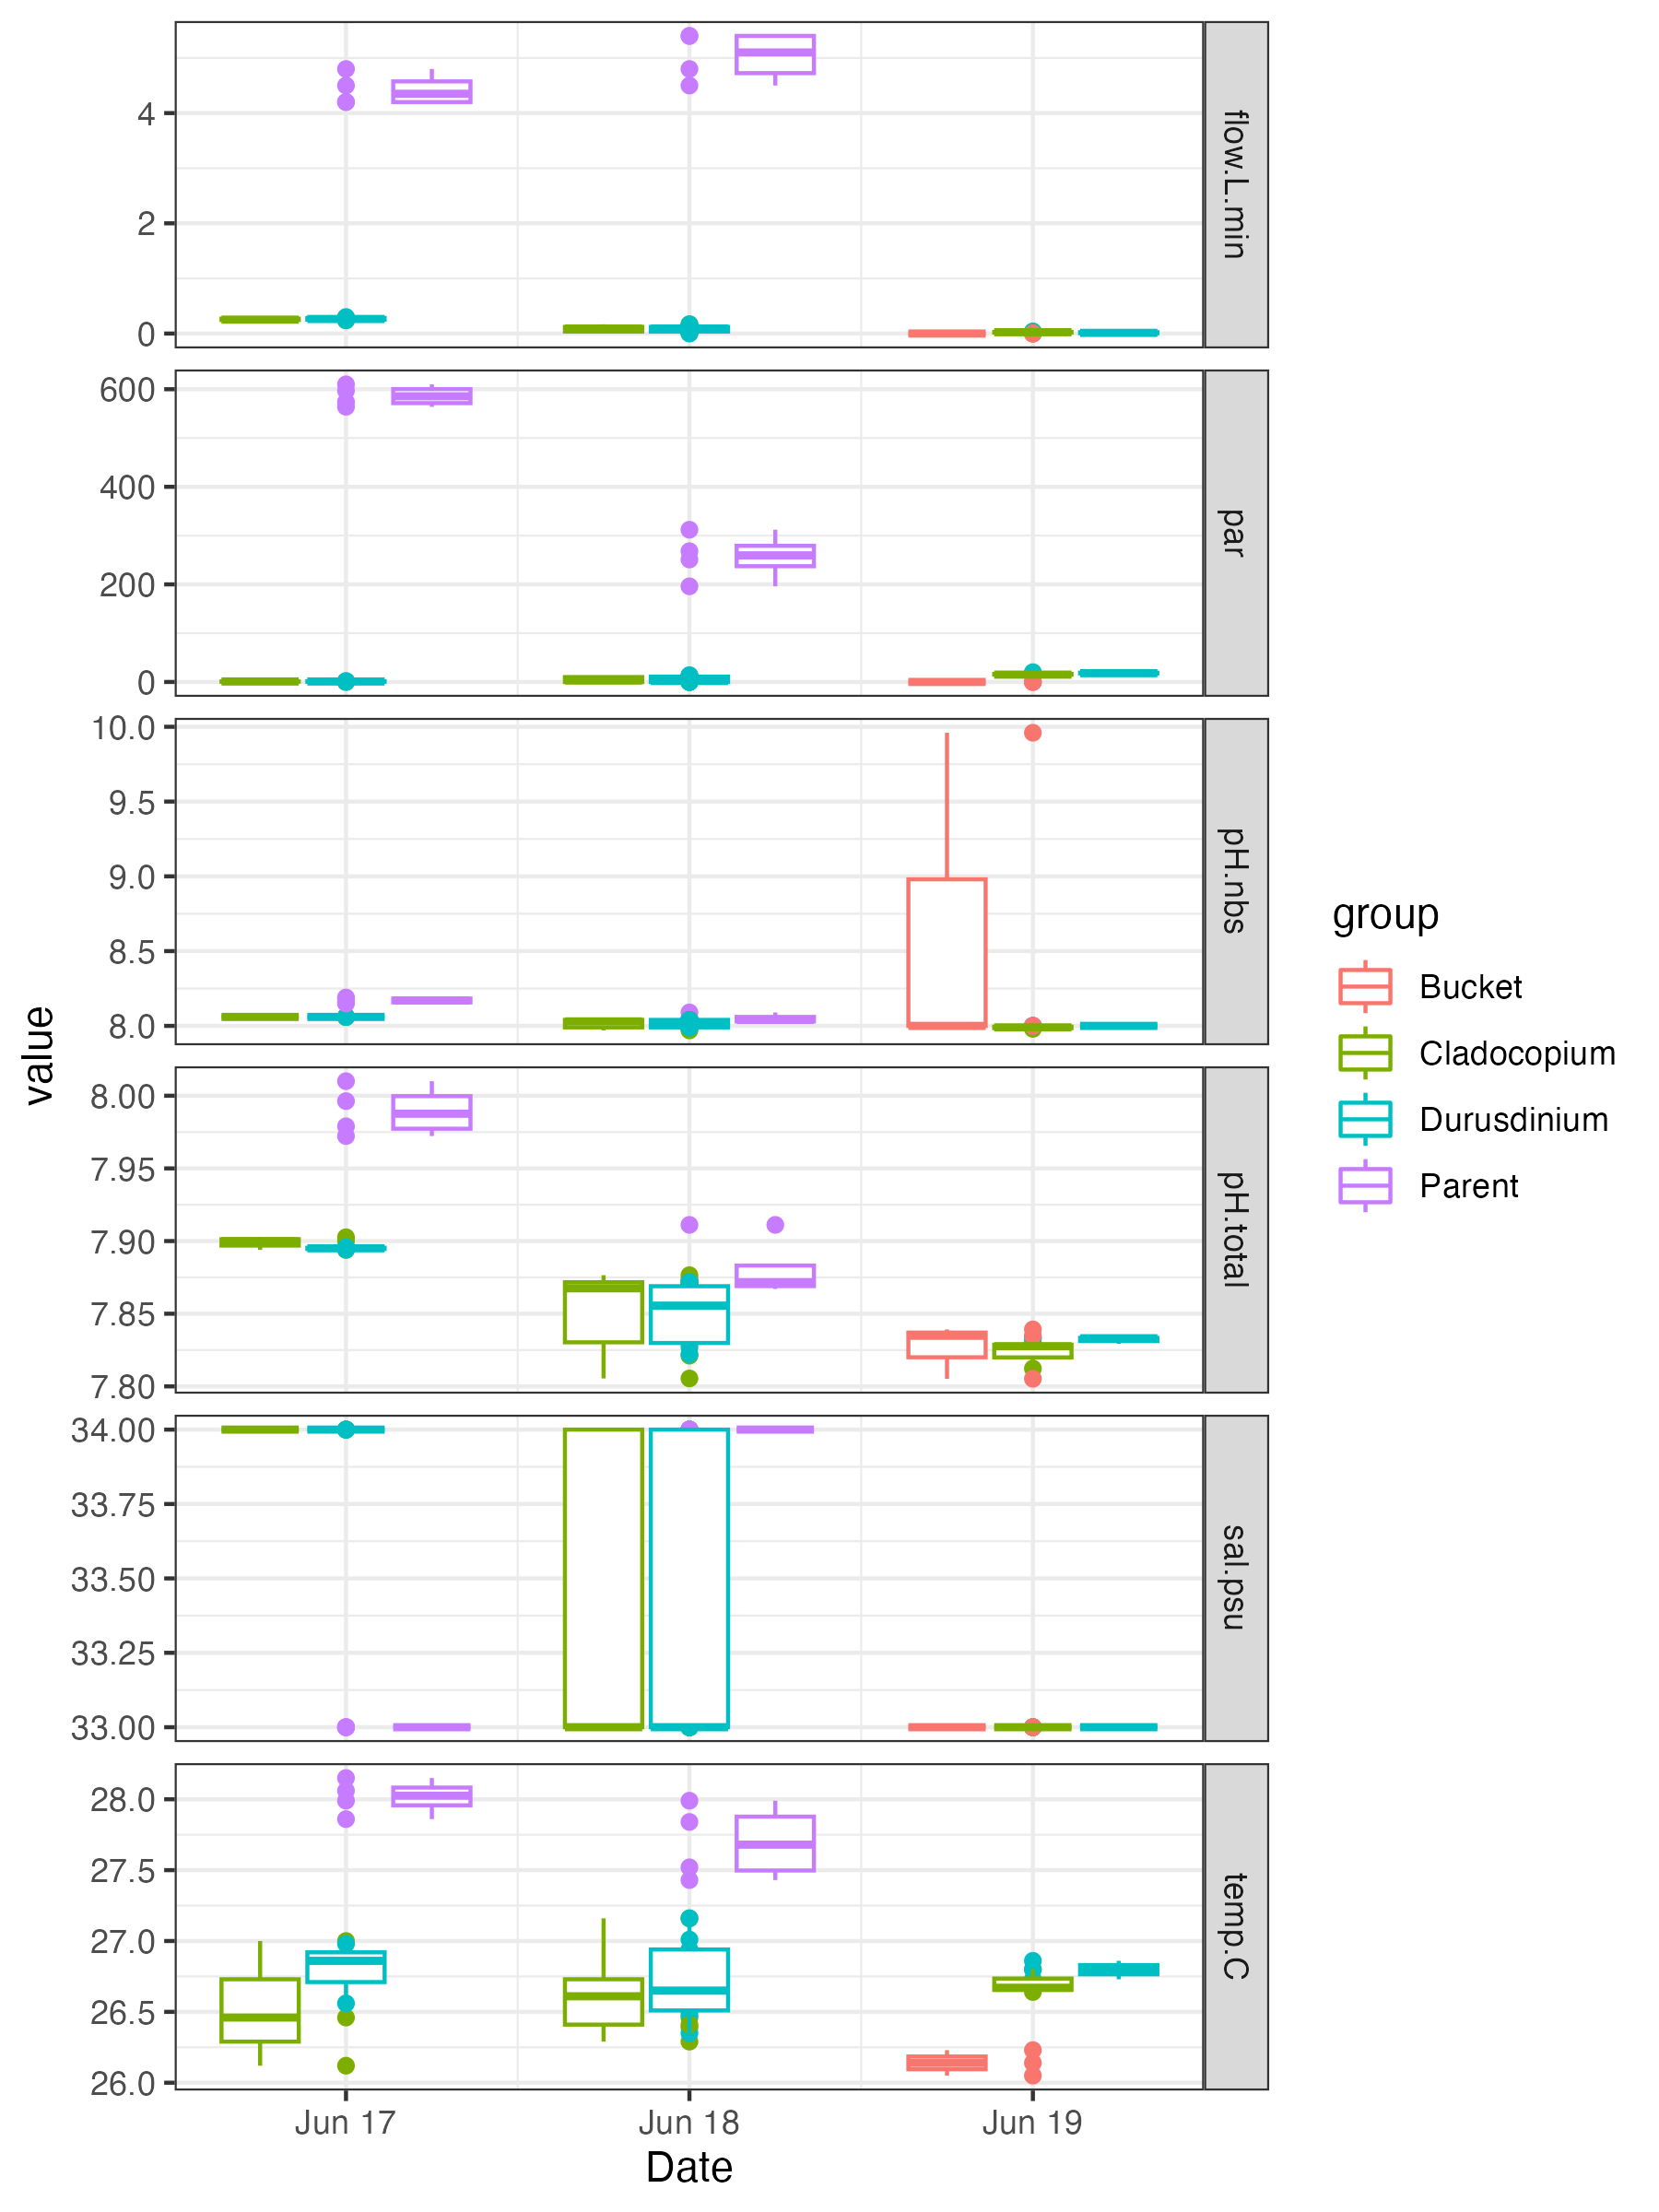 4
2
0
flow.L.min
600
400
200
0
par
10.0
9.5
9.0
8.5
8.0
pH.nbs
8.00
7.95
7.90
7.85
7.80
pH.total
34.00
33.75
33.50
33.25
33.00
sal.psu
28.0
27.5
27.0
26.5
26.0
temp.C
Jun 17
Jun 18
Jun 19
Date
value
group
Bucket
Cladocopium
Durusdinium
Parent